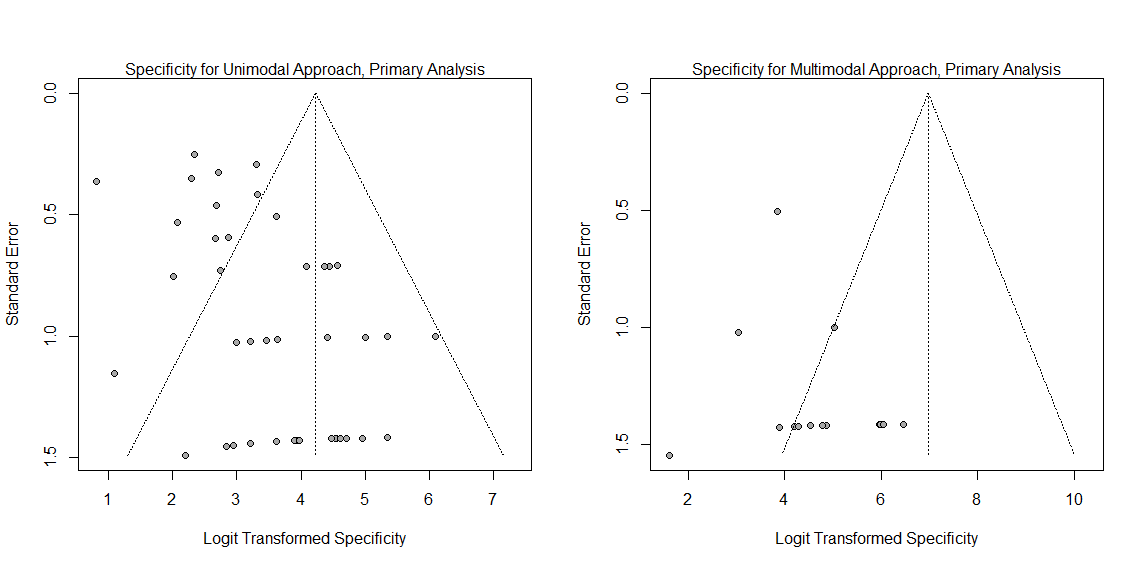 Specificity for Unimodal Approach, Primary Analysis
0.0
0.5
1.0
1.5
Standard Error
1 2 3 4 5 6 7
Logit Transformed Specificity
Specificity for Multimodal Approach, Primary Analysis
0.0
0.5
1.0
1.5
Standard Error
2 4 6 8 10
Logit Transformed Specificity